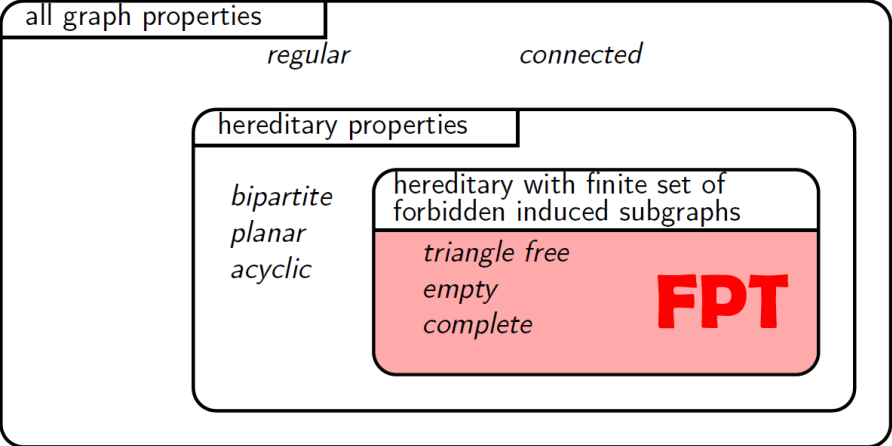 all graph properties
regular connected
hereditary properties
bipartite
planar
acyclic
hereditary with finite set of
forbidden induced subgraphs
triangle free
empty
complete
FPT